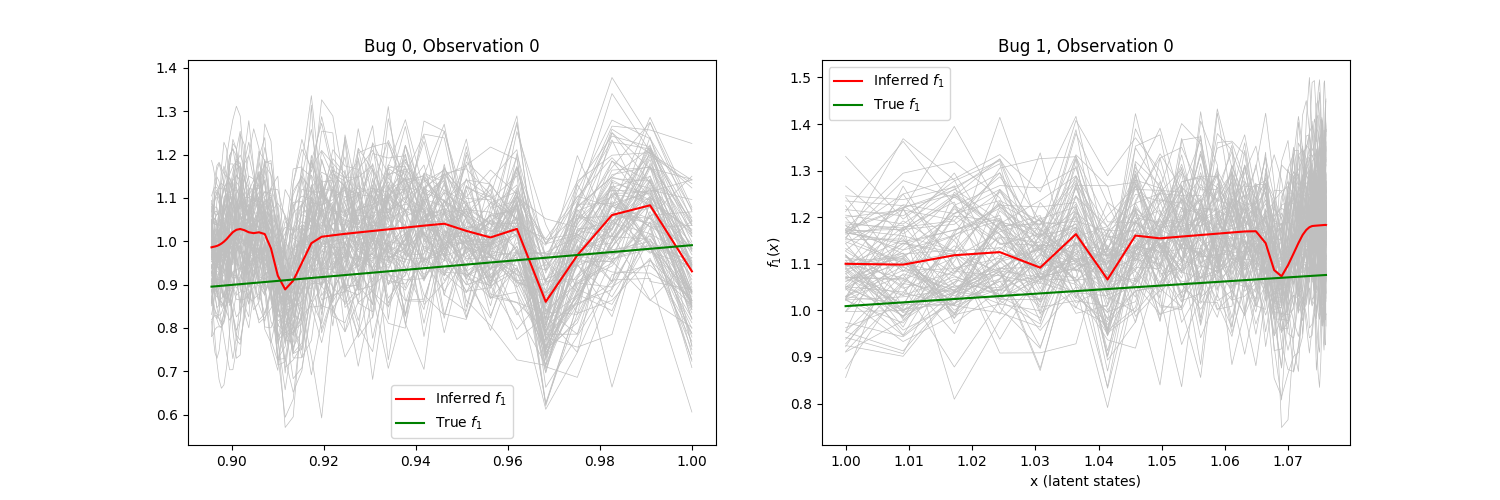 Bug 0, Observation 0
1.4
1.3
1.2
1.1
1.0
0.9
0.8
0.7
0.6
Inferred f₁
True f₁
0.90 0.92 0.94 0.96 0.98 1.00
Bug 1, Observation 0
Inferred f₁
True f₁
1.5
1.4
1.3
1.2
1.1
1.0
0.9
0.8
f₁(x)
1.00 1.01 1.02 1.03 1.04 1.05 1.06 1.07
x (latent states)